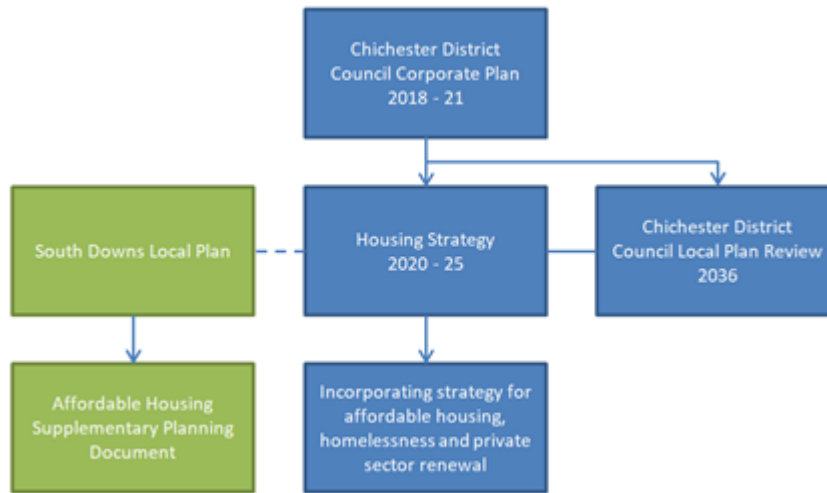 Chichester District
Council Corporate Plan
2018 - 21
South Downs Local Plan
Housing Strategy
2020 - 25
Chichester District
Council Local Plan Review
2036
Affordable Housing
Supplementary Planning
Document
Incorporating strategy for
affordable housing,
homelessness and private
sector renewal